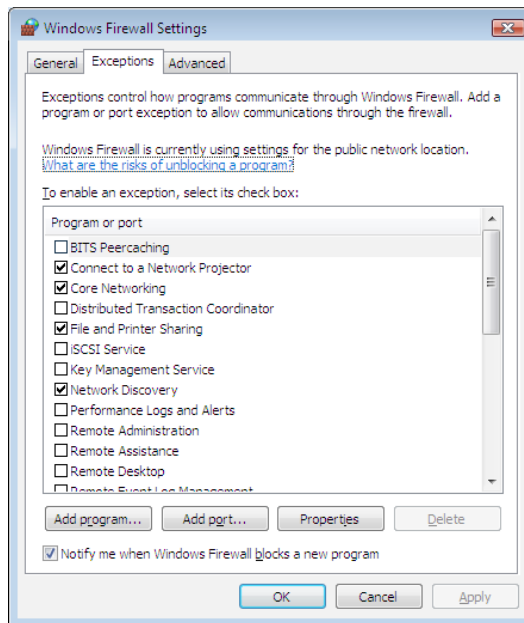 Windows Firewall Settings
General Exceptions Advanced
Exceptions control how programs communicate through Windows Firewall. Add a
program or port exception to allow communications through the firewall.
Windows Firewall is currently using settings for the public network location.
What are the risks of unblocking a program?
To enable an exception, select its check box:
Program or port
BITS Peercaching
Connect to a Network Projector
Core Networking
Distributed Transaction Coordinator
File and Printer Sharing
iSCSI Service
Key Management Service
Network Discovery
Performance Logs and Alerts
Remote Administration
Remote Assistance
Remote Desktop
Remote Event Log Management
Add program... Add port... Properties Delete
Notify me when Windows Firewall blocks a new program
OK Cancel Apply